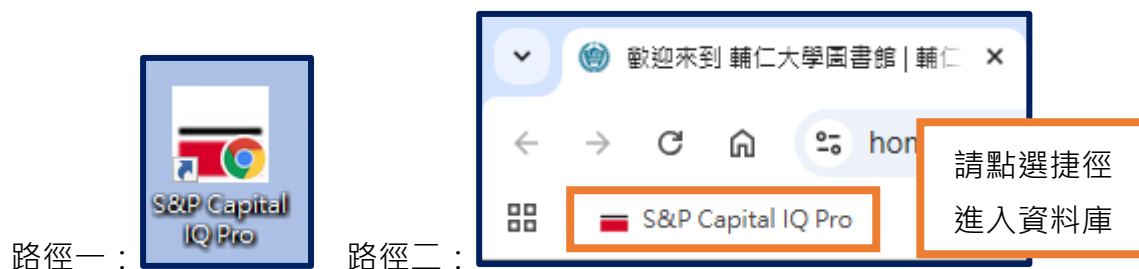 歡迎來到 輔仁大學圖書館 | 輔仁
hom
S&P Capital
IQ Pro
S&P Capital IQ Pro
請點選捷徑
進入資料庫
路徑一：
路徑二：